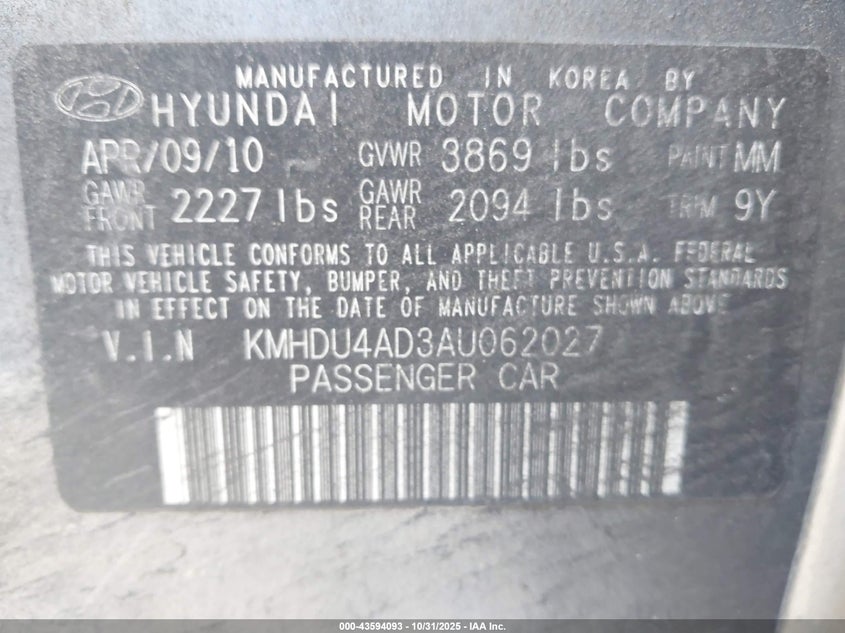 MANUFACTURED IN KOREA BY
HYUNDAI MOTOR COMPANY
APR/09/10 GVWR 3869 lbs PAINT MM
GAWR FRONT 2227 lbs GAWR REAR 2094 lbs TRIM 9Y
THIS VEHICLE CONFORMS TO ALL APPLICABLE U.S.A. FEDERAL
MOTOR VEHICLE SAFETY, BUMPER, AND THEFT PREVENTION STANDARDS
IN EFFECT ON THE DATE OF MANUFACTURE SHOWN ABOVE
V.I.N KMHDU4AD3AU062027
PASSENGER CAR
000-43594093 - 10/31/2025 - IAA Inc.